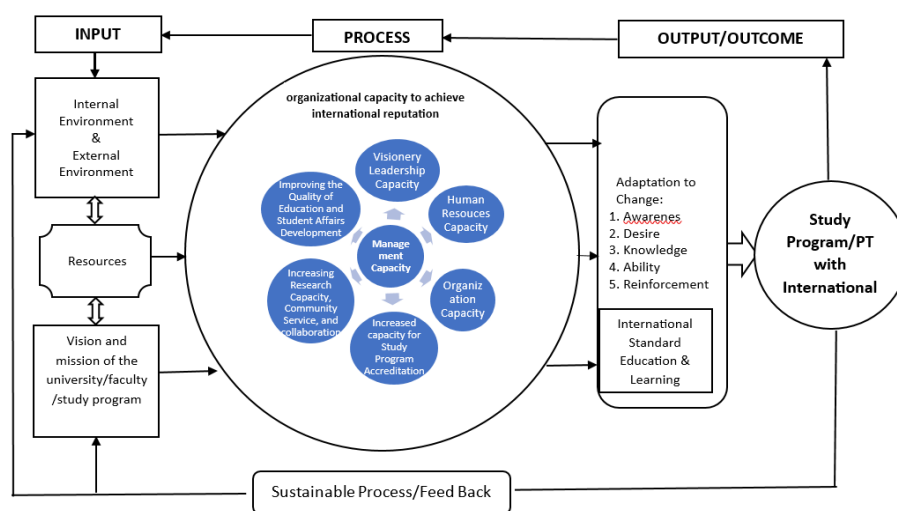 INPUT
PROCESS
OUTPUT/OUTCOME
Internal
Environment
&
External
Environment
Resources
Vision and
mission of the
university/faculty
/study program
organizational capacity to achieve
international reputation
Visionery
Leadership
Capacity
Improving the
Quality of
Education and
Student Affairs
Development
Human
Resouces
Capacity
Manage
ment
Capacity
Increasing
Research
Capacity,
Community
Service, and
collaboration
Organiz
ation
Capacity
Increased
capacity for
Study
Program
Accreditation
Adaptation to
Change:
1. Awarenes
2. Desire
3. Knowledge
4. Ability
5. Reinforcement
International
Standard
Education &
Learning
Study
Program/PT
with
International
Sustainable Process/Feed Back